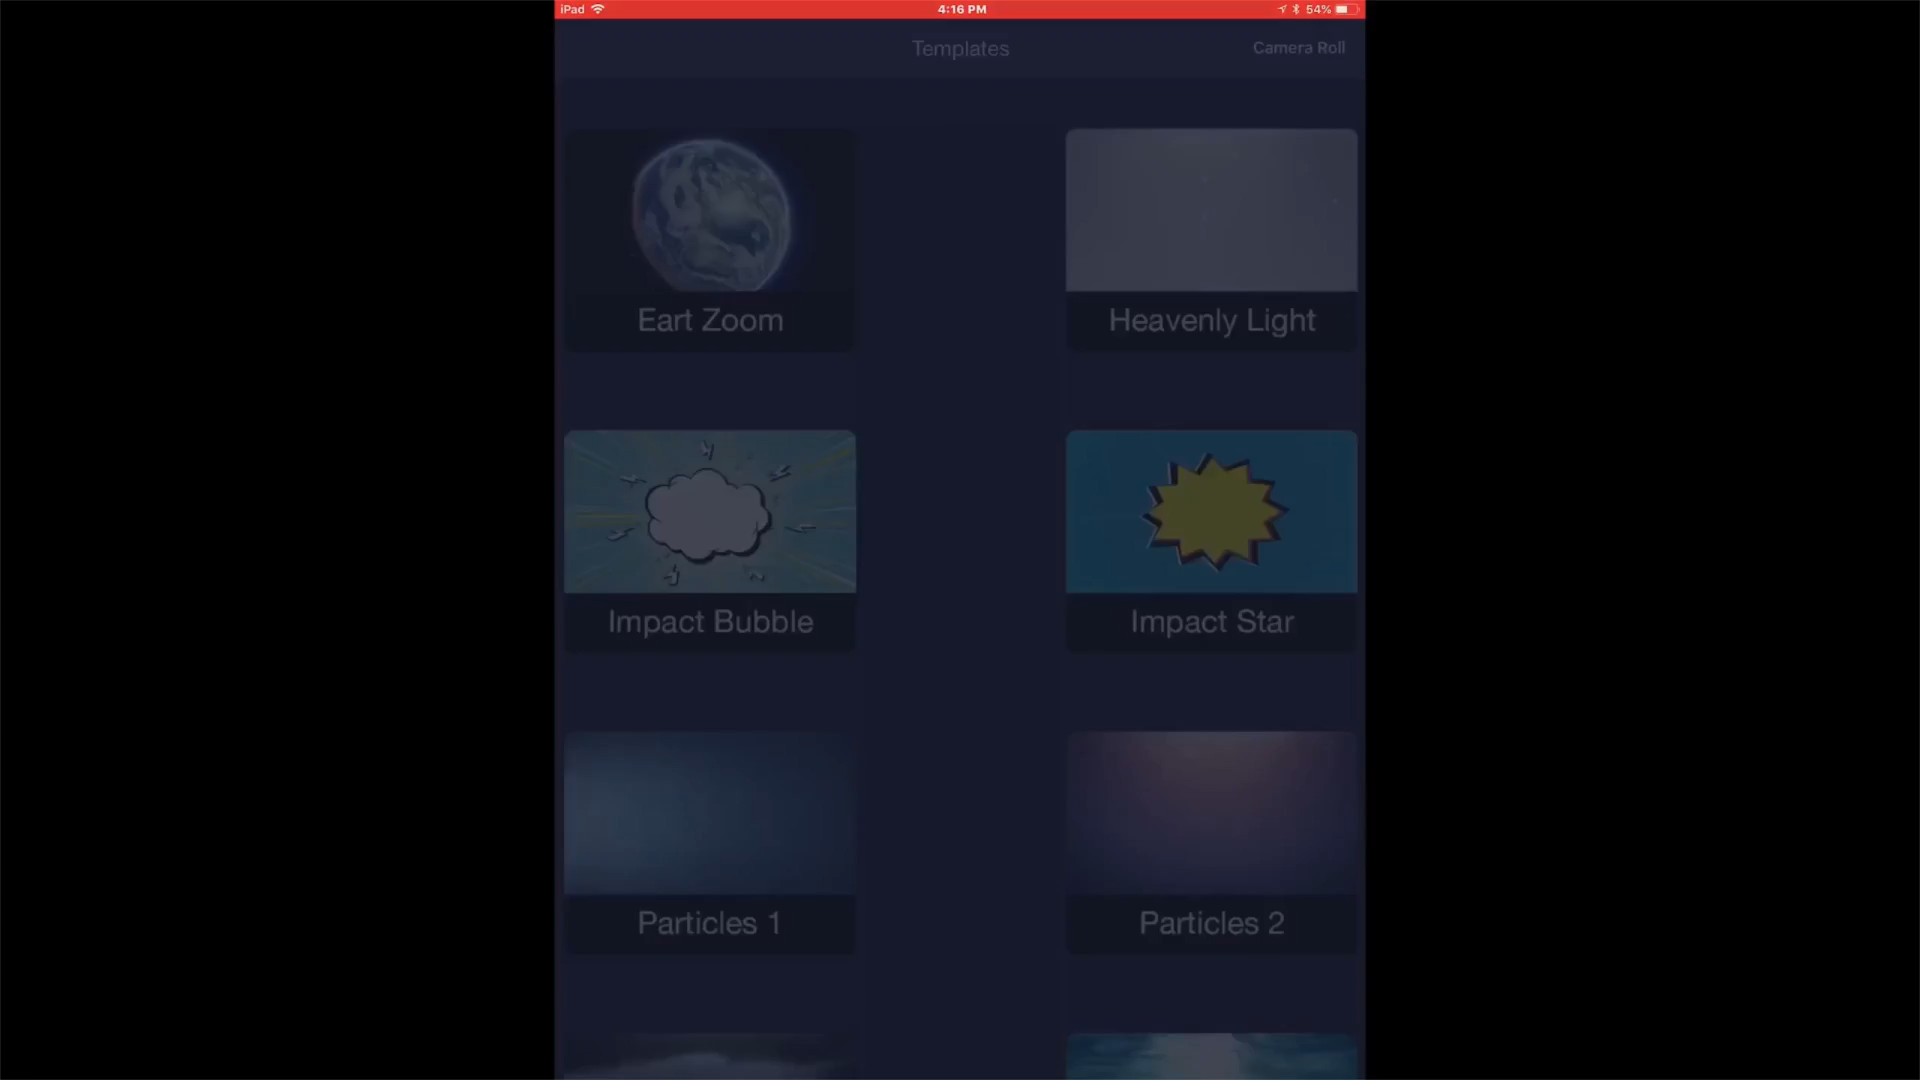 iPad 4:16 PM 54%
Templates Camera Roll
Eart Zoom Heavenly Light
Impact Bubble Impact Star
Particles 1 Particles 2